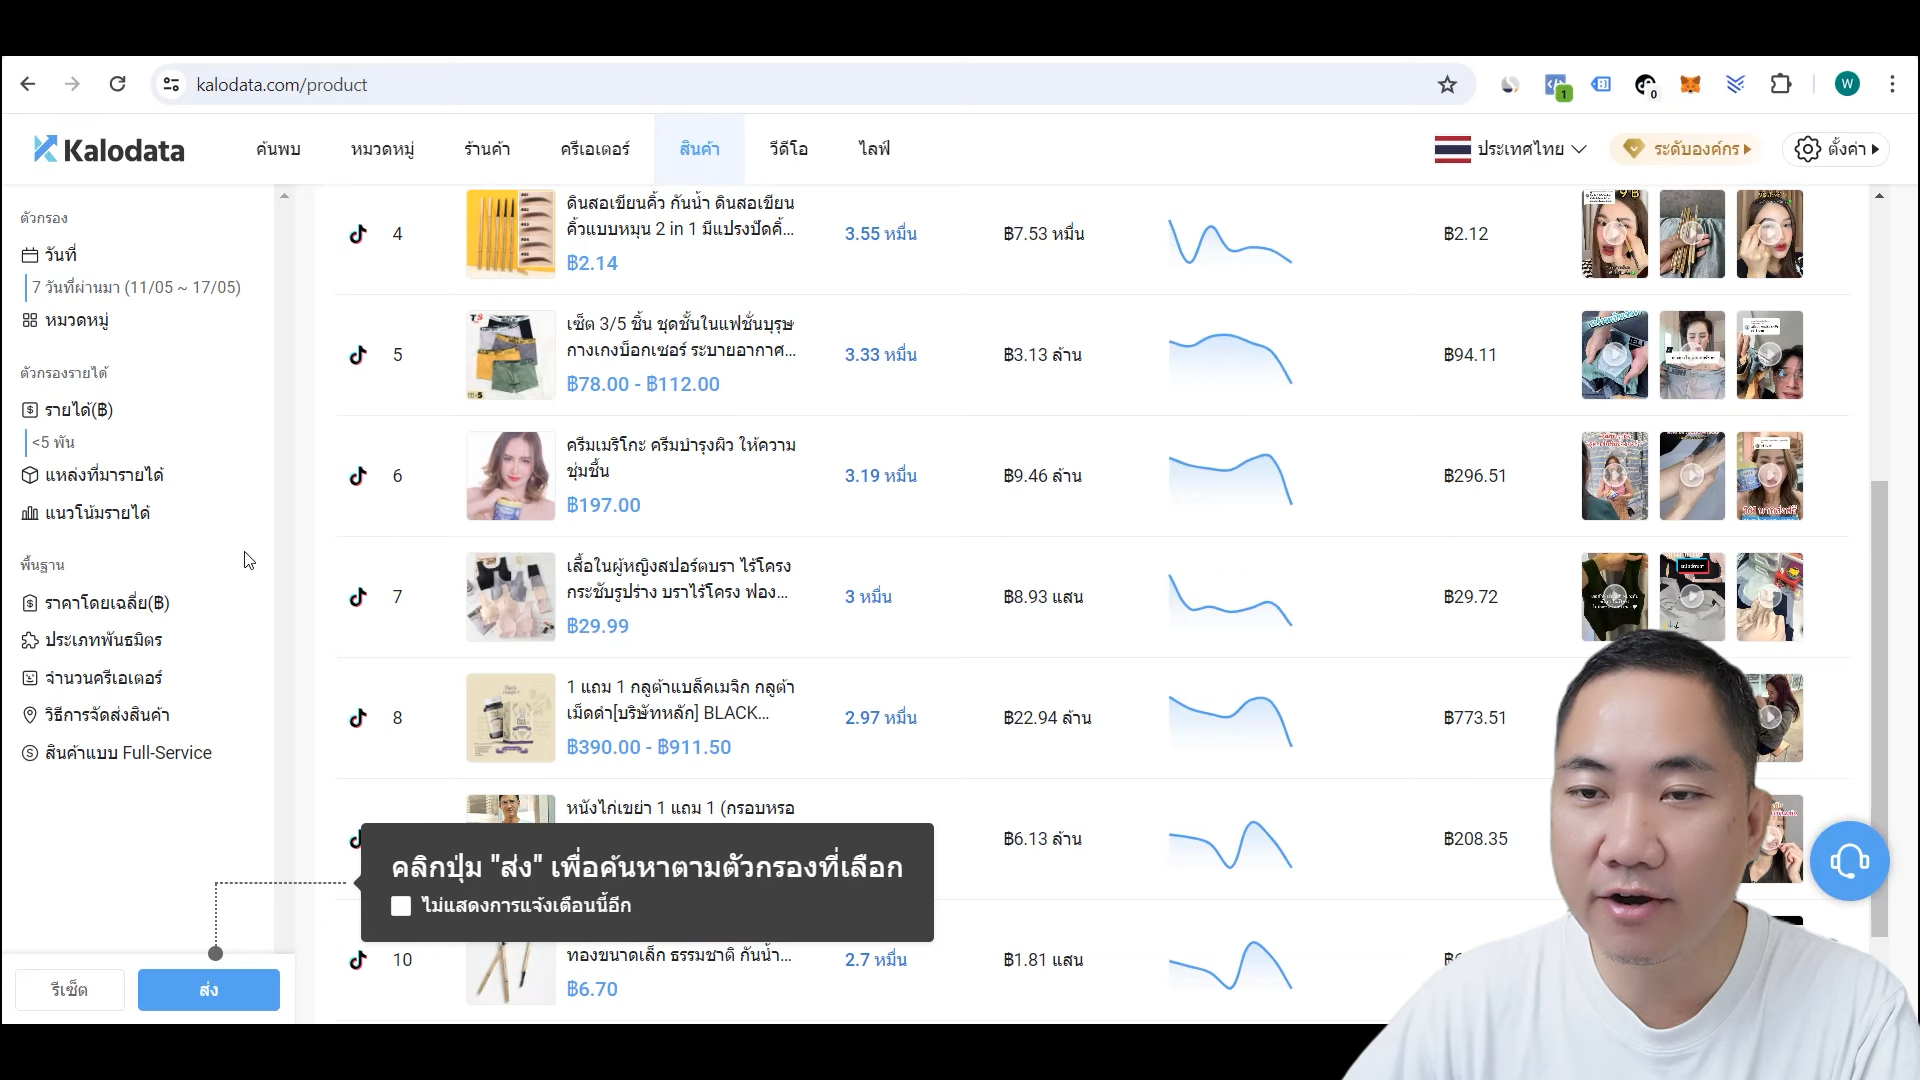 kalodata.com/product
1
0
W
Kalodata
ค้นพบ
หมวดหมู่
ร้านค้า
ครีเอเตอร์
สินค้า
วีดีโอ
ไลฟ์
ประเทศไทย
ระดับองค์กร
ตั้งค่า
ตัวกรอง
วันที่
7 วันที่ผ่านมา (11/05 ~ 17/05)
หมวดหมู่
ตัวกรองรายได้
รายได้(฿)
<5 พัน
แหล่งที่มารายได้
แนวโน้มรายได้
พื้นฐาน
ราคาโดยเฉลี่ย(฿)
ประเภทพันธมิตร
จำนวนครีเอเตอร์
วิธีการจัดส่งสินค้า
สินค้าแบบ Full-Service
รีเซ็ต
ส่ง
4
ดินสอเขียนคิ้ว กันน้ำ ดินสอเขียน
คิ้วแบบหมุน 2 in 1 มีแปรงปัดคิ้...
฿2.14
3.55 หมื่น
฿7.53 หมื่น
฿2.12
5
เซ็ต 3/5 ชิ้น ชุดชั้นในแฟชั่นบุรุษ
กางเกงบ็อกเซอร์ ระบายอากาศ...
฿78.00 - ฿112.00
3.33 หมื่น
฿3.13 ล้าน
฿94.11
6
ครีมเมริโกะ ครีมบำรุงผิว ให้ความ
ชุ่มชื้น
฿197.00
3.19 หมื่น
฿9.46 ล้าน
฿296.51
7
เสื้อในผู้หญิงสปอร์ตบรา ไร้โครง
กระชับรูปร่าง บราไร้โครง ฟอง...
฿29.99
3 หมื่น
฿8.93 แสน
฿29.72
8
1 แถม 1 กลูต้าแบล็คเมจิก กลูต้า
เม็ดดำ[บริษัทหลัก] BLACK...
฿390.00 - ฿911.50
2.97 หมื่น
฿22.94 ล้าน
฿773.51
หนังไก่เขย่า 1 แถม 1 (กรอบหรอ
฿6.13 ล้าน
฿208.35
คลิกปุ่ม "ส่ง" เพื่อค้นหาตามตัวกรองที่เลือก
ไม่แสดงการแจ้งเตือนนี้อีก
10
ทองขนาดเล็ก ธรรมชาติ กันน้ำ...
฿6.70
2.7 หมื่น
฿1.81 แสน